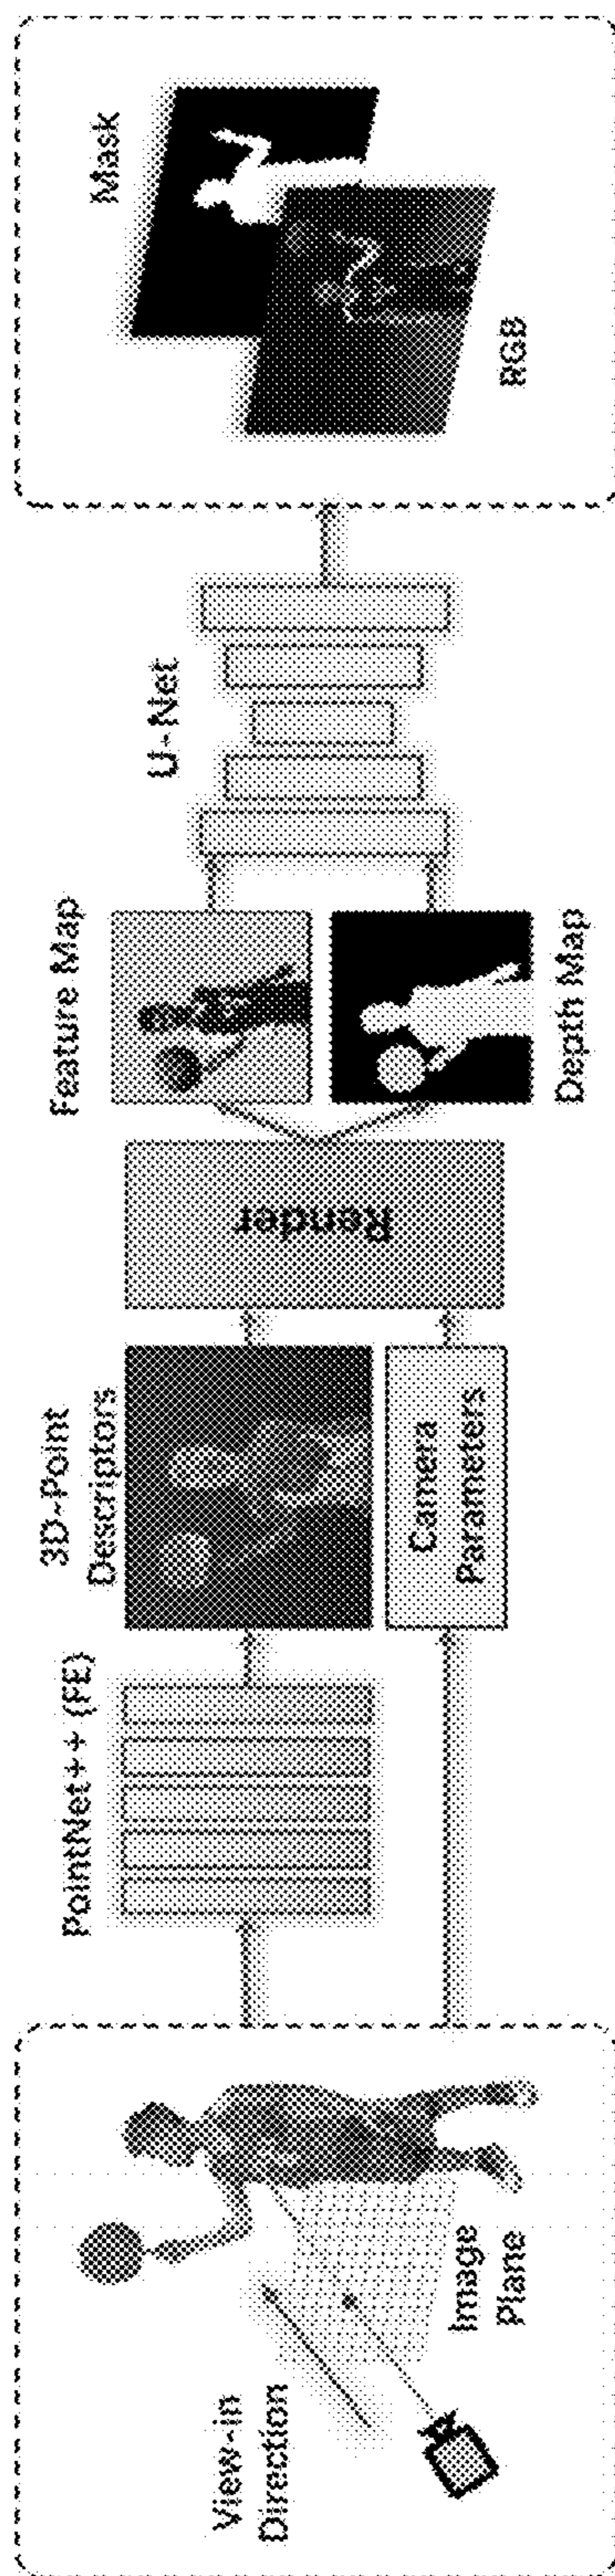 View-in
Direction
Image
Plane
PointNet++ (FE)
3D-Point
Descriptors
Camera
Parameters
Render
Feature Map
Depth Map
U-Net
Mask
RGB